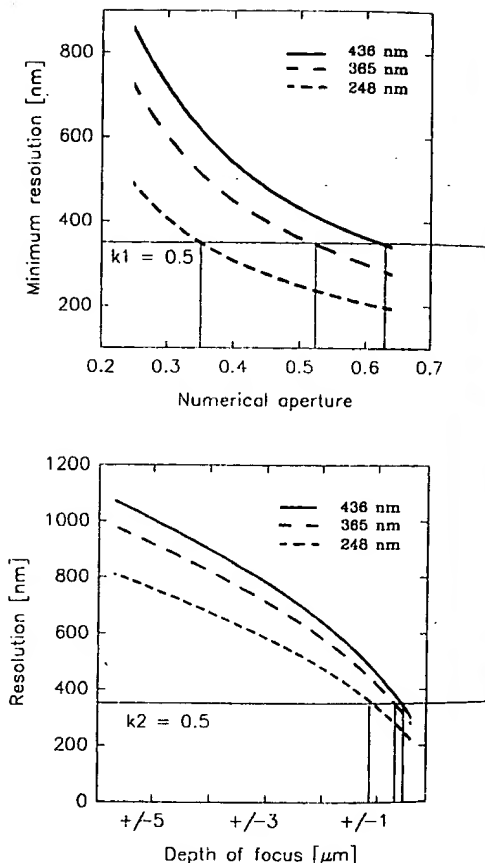 800
600
400
200
Minimum resolution [nm]
436 nm
365 nm
248 nm
k1 = 0.5
0.2 0.3 0.4 0.5 0.6 0.7
Numerical aperture
1200
1000
800
600
400
200
0
Resolution [nm]
436 nm
365 nm
248 nm
k2 = 0.5
+/-5 +/-3 +/-1
Depth of focus [μm]